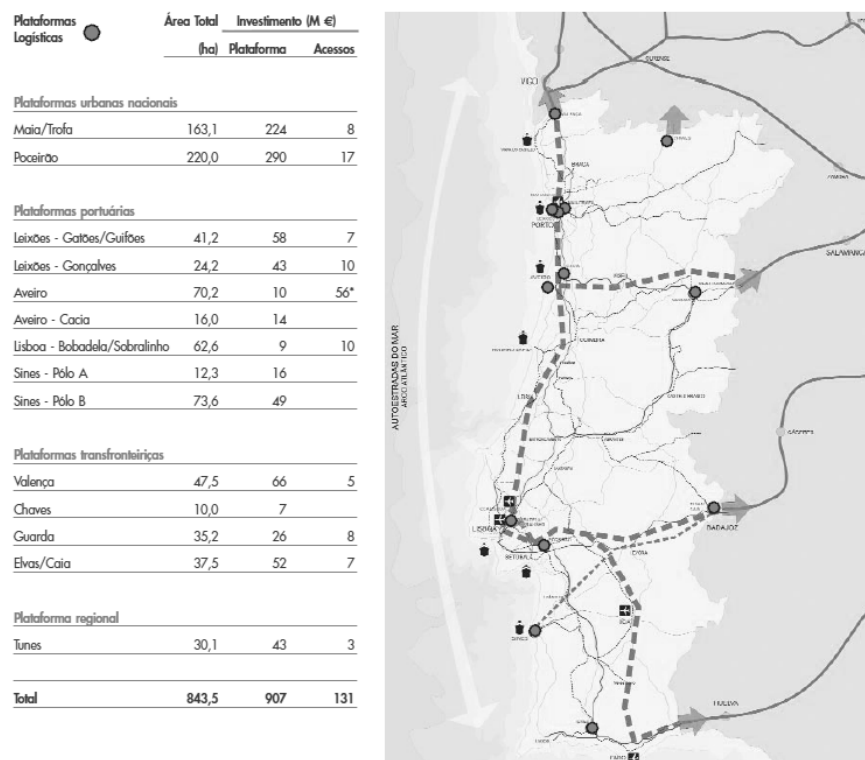 Plataformas Logísticas
Área Total
Investimento (M €)
(ha) Plataforma Acessos
Plataformas urbanas nacionais
Maia/Trofa 163,1 224 8
Poceirão 220,0 290 17
Plataformas portuárias
Leixões - Gatões/Guifões 41,2 58 7
Leixões - Gonçalves 24,2 43 10
Aveiro 70,2 10 56*
Aveiro - Cacia 16,0 14
Lisboa - Bobadela/Sobralinho 62,6 9 10
Sines - Pólo A 12,3 16
Sines - Pólo B 73,6 49
Plataformas transfronteiriças
Valença 47,5 66 5
Chaves 10,0 7
Guarda 35,2 26 8
Elvas/Caia 37,5 52 7
Plataforma regional
Tunes 30,1 43 3
Total 843,5 907 131
AUTOESTRADAS DO MAR
ARCO ATLÂNTICO
VIGO
OURENSE
BRAGA
PORTO
SALAMANCA
AVEIRO
COIMBRA
CASTELO BRANCO
CÁCERES
LISBOA
BADAJOZ
SETÚBAL
ÉVORA
BEJA
SINES
HUELVA
FARO